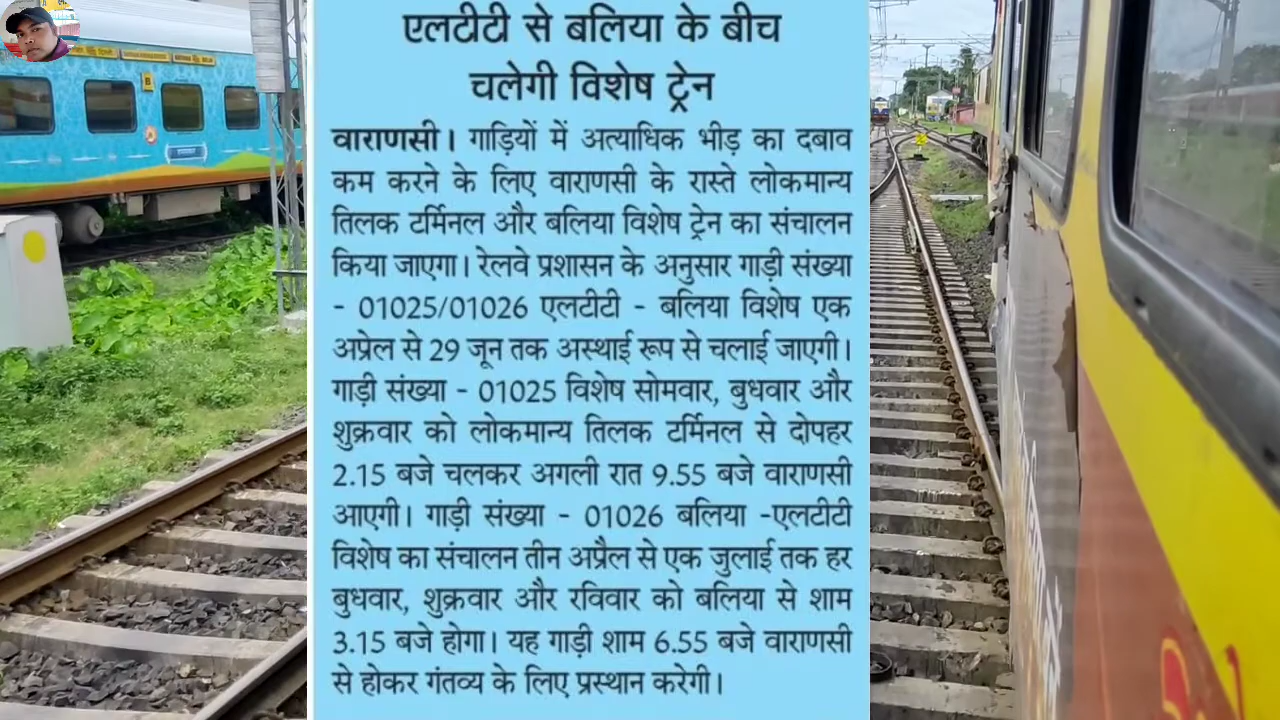 एलटीटी से बलिया के बीच
चलेगी विशेष ट्रेन
वाराणसी। गाड़ियों में अत्याधिक भीड़ का दबाव
कम करने के लिए वाराणसी के रास्ते लोकमान्य
तिलक टर्मिनल और बलिया विशेष ट्रेन का संचालन
किया जाएगा। रेलवे प्रशासन के अनुसार गाड़ी संख्या
- 01025/01026 एलटीटी - बलिया विशेष एक
अप्रेल से 29 जून तक अस्थाई रूप से चलाई जाएगी।
गाड़ी संख्या - 01025 विशेष सोमवार, बुधवार और
शुक्रवार को लोकमान्य तिलक टर्मिनल से दोपहर
2.15 बजे चलकर अगली रात 9.55 बजे वाराणसी
आएगी। गाड़ी संख्या - 01026 बलिया -एलटीटी
विशेष का संचालन तीन अप्रैल से एक जुलाई तक हर
बुधवार, शुक्रवार और रविवार को बलिया से शाम
3.15 बजे होगा। यह गाड़ी शाम 6.55 बजे वाराणसी
से होकर गंतव्य के लिए प्रस्थान करेगी।
B